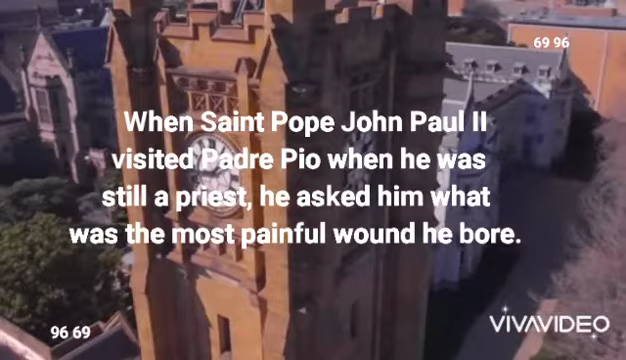 69 96
When Saint Pope John Paul II
visited Padre Pio when he was
still a priest, he asked him what
was the most painful wound he bore.
96 69
VIVAVIDEO